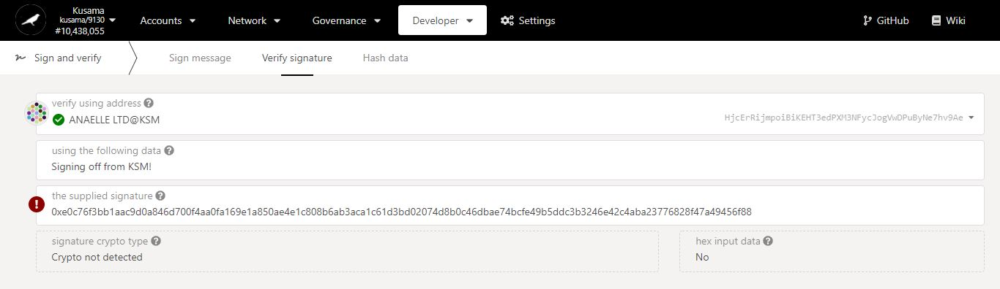 Kusama
kusama/9130
#10,438,055
Accounts
Network
Governance
Developer
Settings
GitHub
Wiki
Sign and verify
Sign message
Verify signature
Hash data
verify using address
ANAELLE LTD@KSM
HjcErRijmpoiBiKEHT3edPXM3NFycJogVwDPuByNe7hv9Ae
using the following data
Signing off from KSM!
the supplied signature
0xe0c76f3bb1aac9d0a846d700f4aa0fa169e1a850ae4e1c808b6ab3aca1c61d3bd02074d8b0c46dbae74bcfe49b5ddc3b3246e42c4aba23776828f47a49456f88
signature crypto type
Crypto not detected
hex input data
No